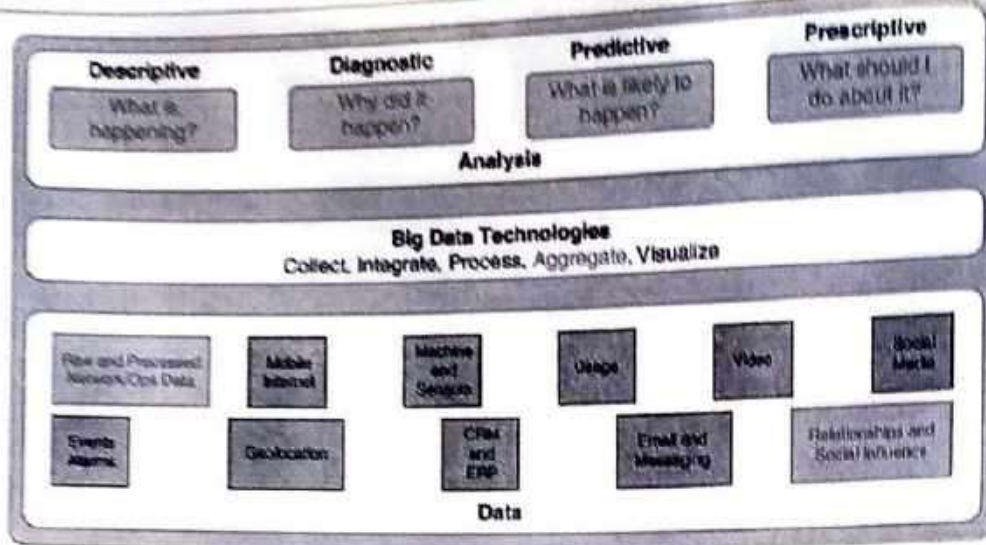 Descriptive
Diagnostic
Predictive
Prescriptive
What is
happening?
Why did it
happen?
What is likely to
happen?
What should I
do about it?
Analysis
Big Data Technologies
Collect, Integrate, Process, Aggregate, Visualize
Raw and Processed
Network/Ops Data
Mobile
Internet
Machine
and
Sensors
Usage
Video
Social
Media
Events
Alarms
Geolocation
CRM
and
ERP
Email and
Messaging
Relationships and
Social Influence
Data